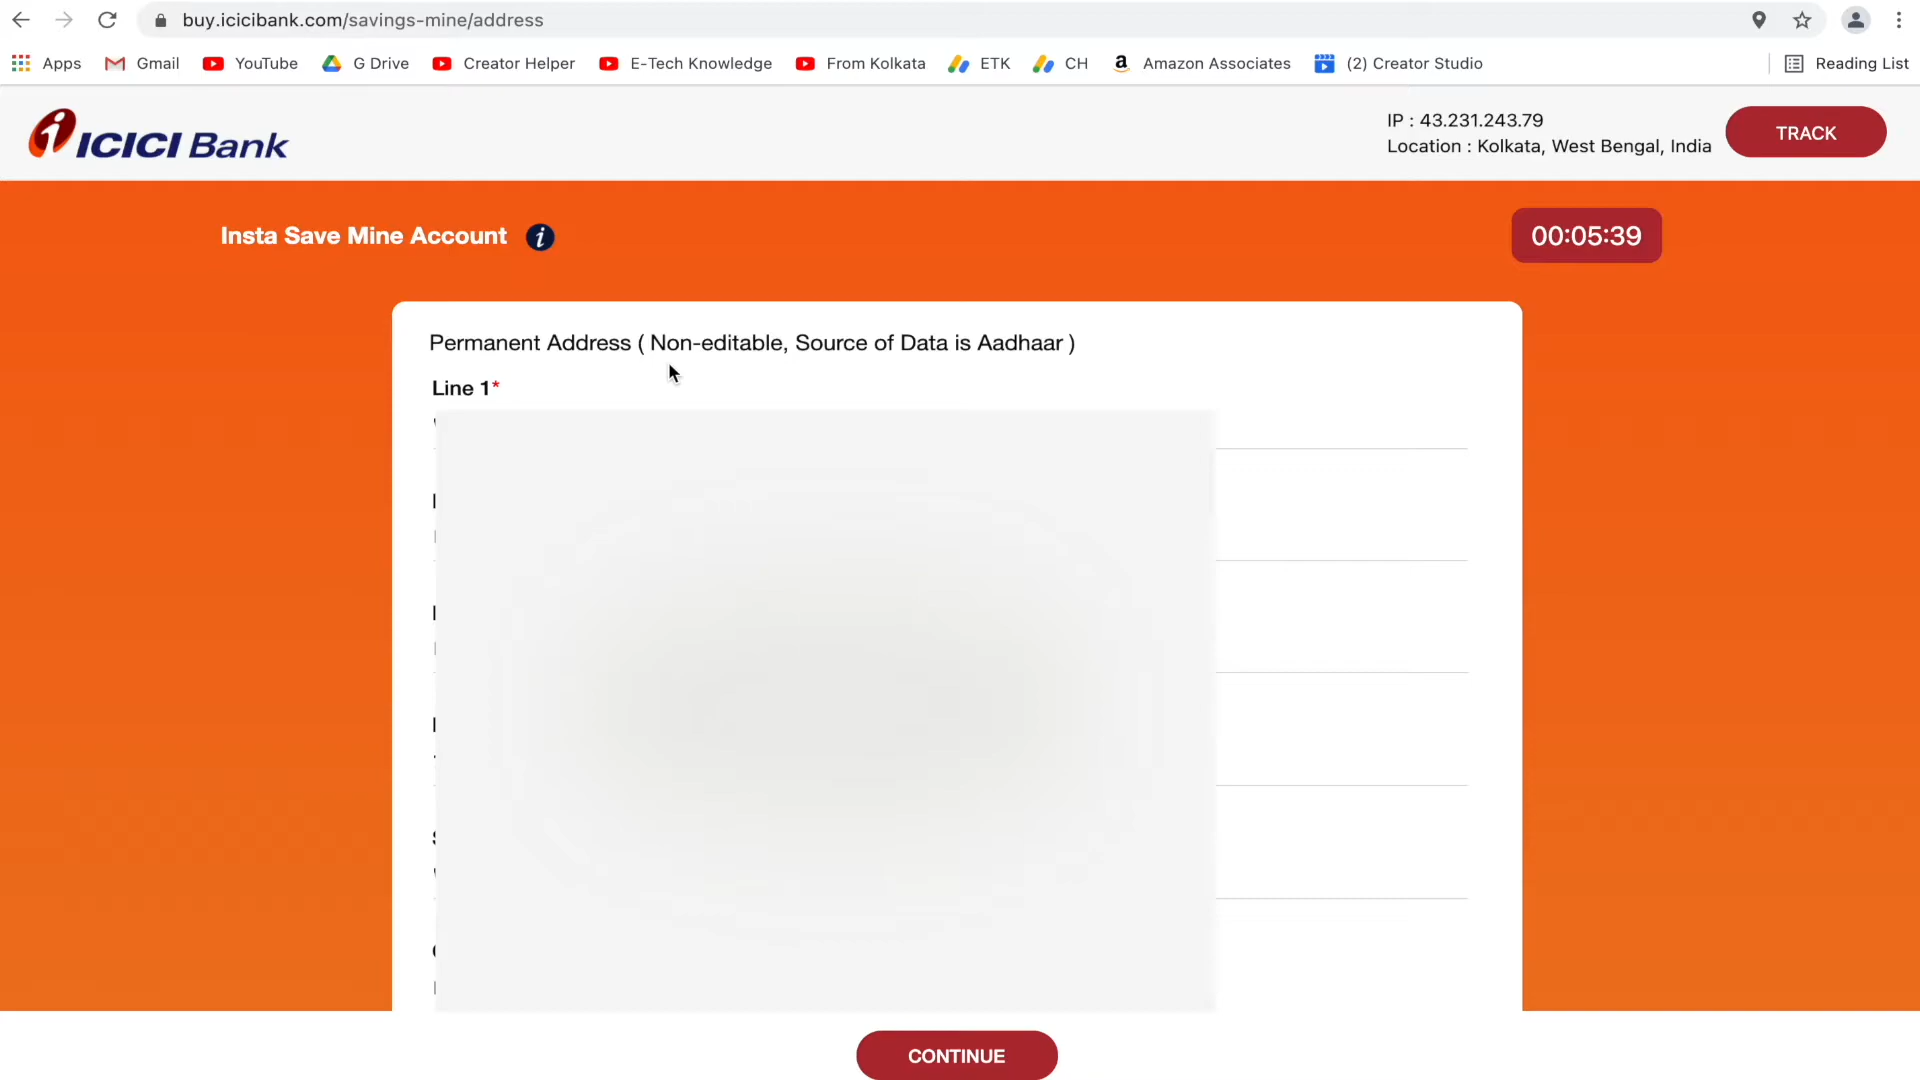 buy.icicibank.com/savings-mine/address
Apps Gmail YouTube G Drive Creator Helper E-Tech Knowledge From Kolkata ETK CH Amazon Associates (2) Creator Studio Reading List
ICICI Bank
IP : 43.231.243.79
Location : Kolkata, West Bengal, India
TRACK
Insta Save Mine Account
00:05:39
Permanent Address ( Non-editable, Source of Data is Aadhaar )
Line 1*
CONTINUE